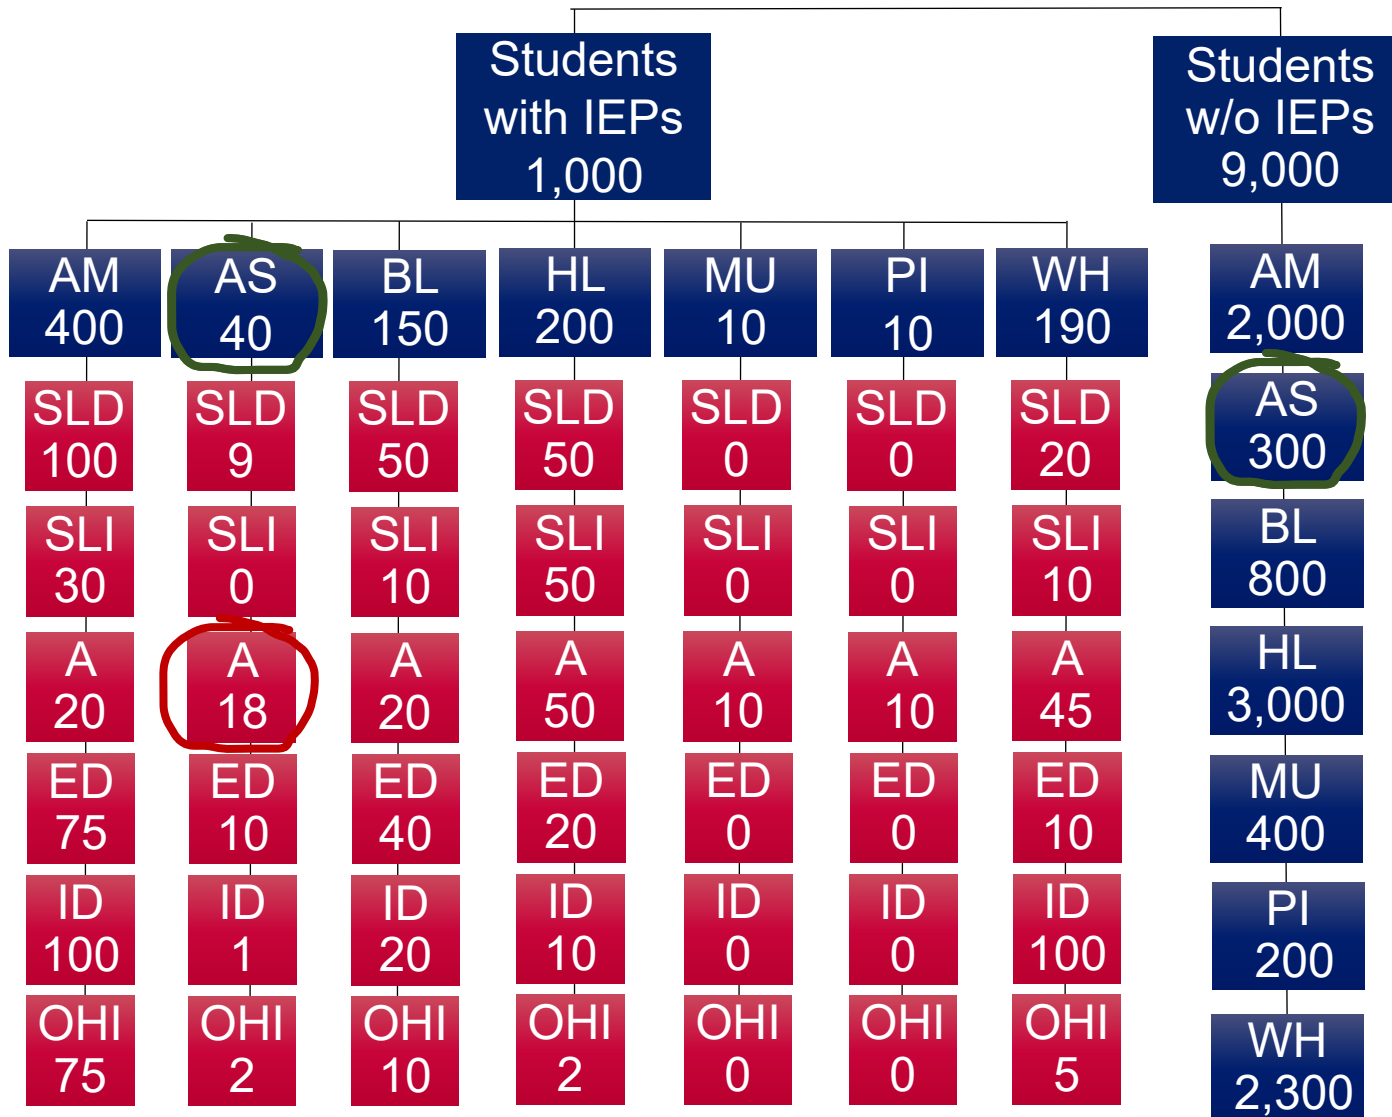 Students
with IEPs
1,000
Students
w/o IEPs
9,000
AM
400
AS
40
BL
150
HL
200
MU
10
PI
10
WH
190
SLD
100
SLD
9
SLD
50
SLD
50
SLD
0
SLD
0
SLD
20
SLI
30
SLI
0
SLI
10
SLI
50
SLI
0
SLI
0
SLI
10
A
20
A
18
A
20
A
50
A
10
A
10
A
45
ED
75
ED
10
ED
40
ED
20
ED
0
ED
0
ED
10
ID
100
ID
1
ID
20
ID
10
ID
0
ID
0
ID
100
OHI
75
OHI
2
OHI
10
OHI
2
OHI
0
OHI
0
OHI
5
AM
2,000
AS
300
BL
800
HL
3,000
MU
400
PI
200
WH
2,300